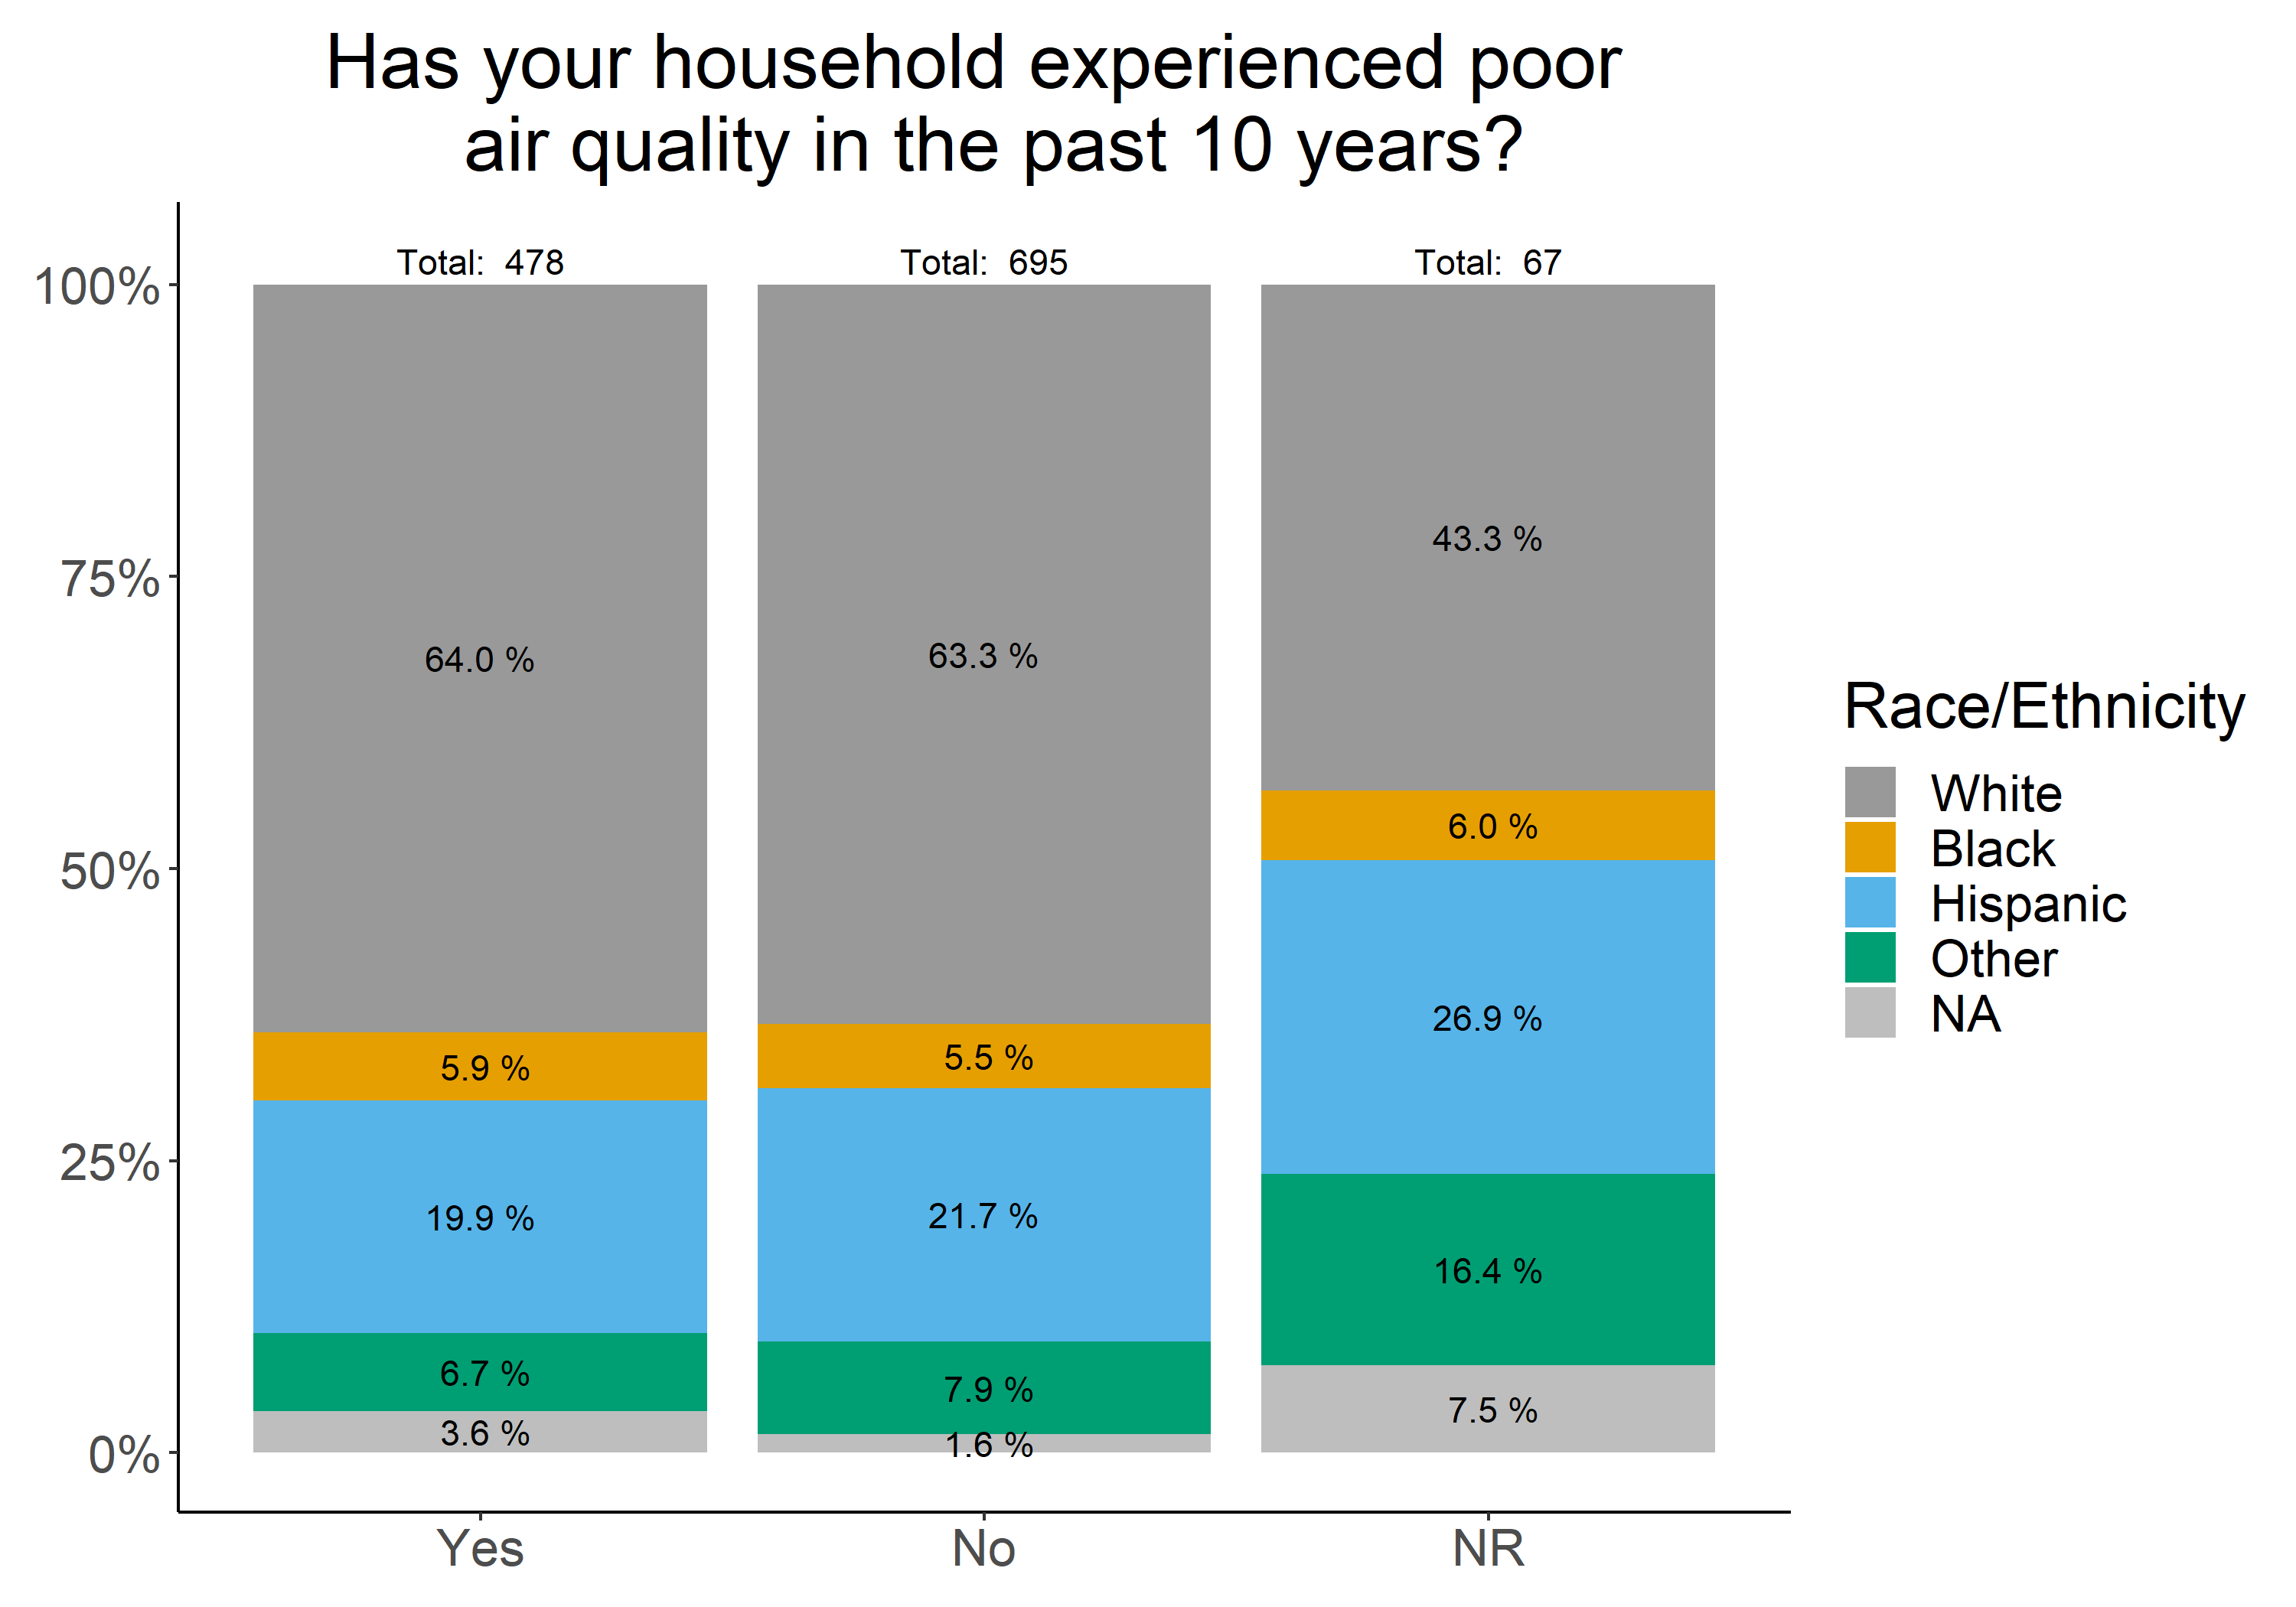 Has your household experienced poor
air quality in the past 10 years?
Total:  478
Total:  695
Total:  67
100%
75%
50%
25%
0%
64.0 %
5.9 %
19.9 %
6.7 %
3.6 %
63.3 %
5.5 %
21.7 %
7.9 %
1.6 %
43.3 %
6.0 %
26.9 %
16.4 %
7.5 %
Yes
No
NR
Race/Ethnicity
White
Black
Hispanic
Other
NA